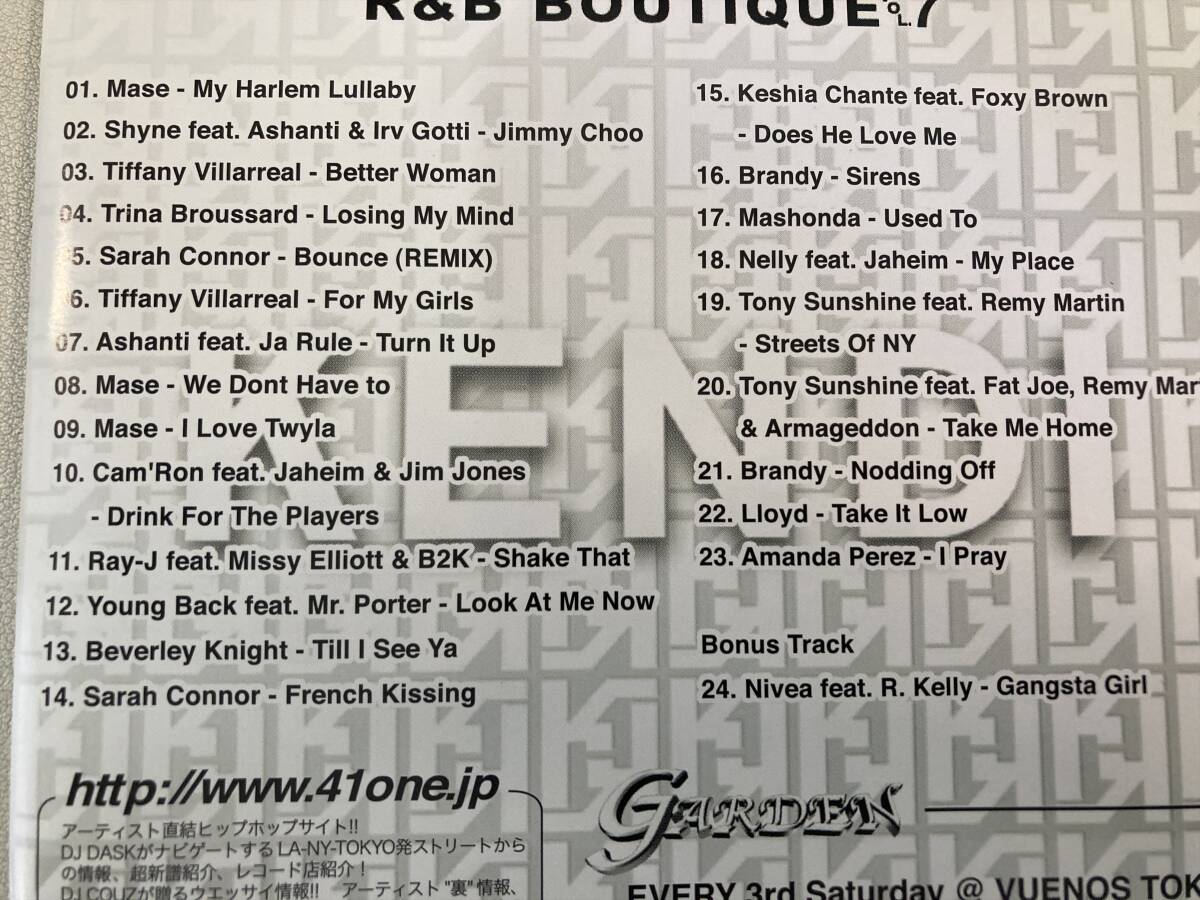 R&B BOUTIQUE VOL.7
01. Mase - My Harlem Lullaby
02. Shyne feat. Ashanti & Irv Gotti - Jimmy Choo
03. Tiffany Villarreal - Better Woman
04. Trina Broussard - Losing My Mind
5. Sarah Connor - Bounce (REMIX)
6. Tiffany Villarreal - For My Girls
07. Ashanti feat. Ja Rule - Turn It Up
08. Mase - We Dont Have to
09. Mase - I Love Twyla
10. Cam'Ron feat. Jaheim & Jim Jones
- Drink For The Players
11. Ray-J feat. Missy Elliott & B2K - Shake That
12. Young Back feat. Mr. Porter - Look At Me Now
13. Beverley Knight - Till I See Ya
14. Sarah Connor - French Kissing
15. Keshia Chante feat. Foxy Brown
- Does He Love Me
16. Brandy - Sirens
17. Mashonda - Used To
18. Nelly feat. Jaheim - My Place
19. Tony Sunshine feat. Remy Martin
- Streets Of NY
20. Tony Sunshine feat. Fat Joe, Remy Mar
& Armageddon - Take Me Home
21. Brandy - Nodding Off
22. Lloyd - Take It Low
23. Amanda Perez - I Pray
Bonus Track
24. Nivea feat. R. Kelly - Gangsta Girl
KENDI
http://www.41one.jp
アーティスト直結ヒップホップサイト!!
DJ DASKがナビゲートするLA-NY-TOKYO発ストリートから
の情報、超新譜紹介、レコード店紹介！
DJ COUZが贈るウエッサイ情報!! アーティスト"裏"情報、
GARDEN
EVERY 3rd Saturday @ VUENOS TOK